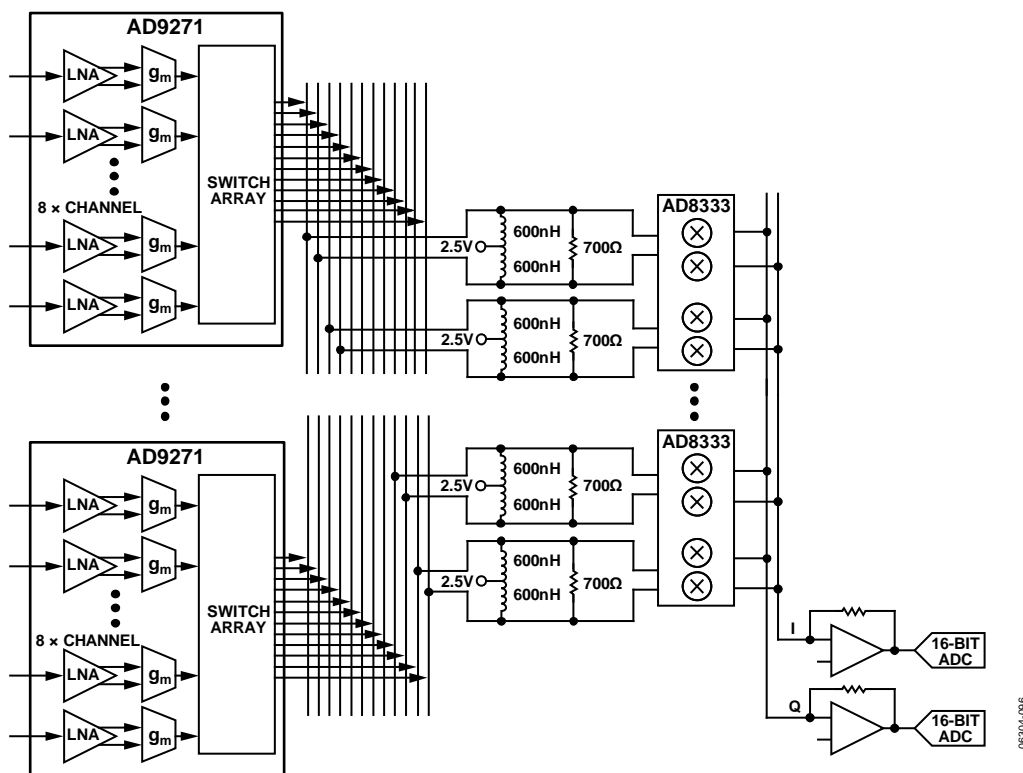 AD9271
LNA
gm
LNA
gm
8 × CHANNEL
LNA
gm
LNA
gm
SWITCH
ARRAY
2.5V
600nH
600nH
700Ω
2.5V
600nH
600nH
700Ω
AD8333
AD9271
LNA
gm
LNA
gm
8 × CHANNEL
LNA
gm
LNA
gm
SWITCH
ARRAY
2.5V
600nH
600nH
700Ω
2.5V
600nH
600nH
700Ω
AD8333
I
16-BIT
ADC
Q
16-BIT
ADC
06304-096